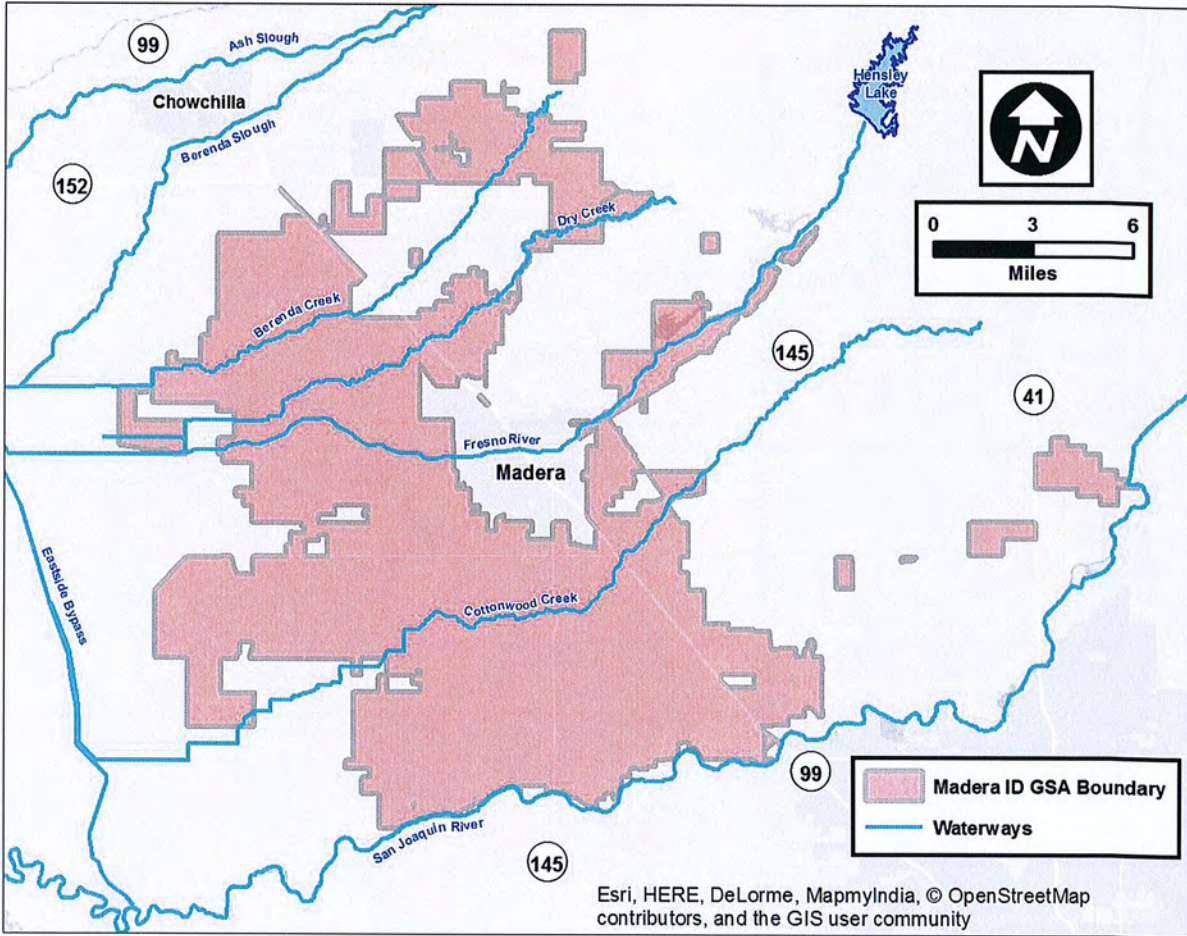 99
Ash Slough
Chowchilla
Hensley
Lake
Berenda Slough
152
N
Dry Creek
0 3 6
Miles
Berenda Creek
145
41
Fresno River
Madera
Eastside Bypass
Cottonwood Creek
99
Madera ID GSA Boundary
Waterways
San Joaquin River
145
Esri, HERE, DeLorme, MapmyIndia, © OpenStreetMap
contributors, and the GIS user community